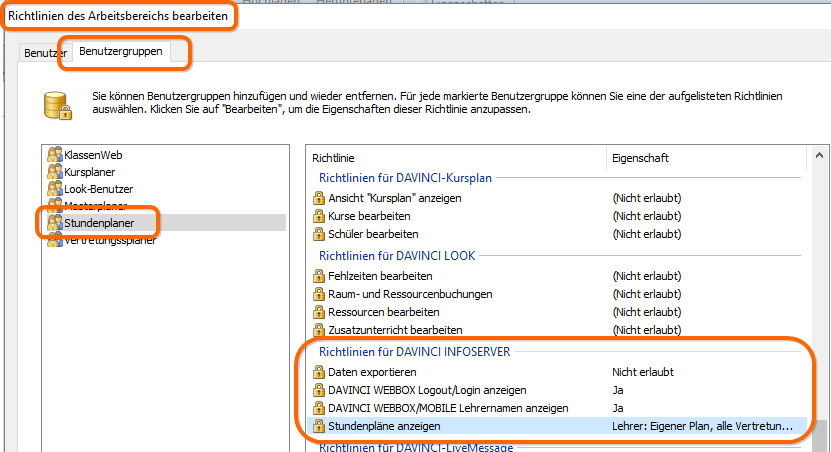 Richtlinien des Arbeitsbereichs bearbeiten
Benutzer
Benutzergruppen
Sie können Benutzergruppen hinzufügen und wieder entfernen. Für jede markierte Benutzergruppe können Sie eine der aufgelisteten Richtlinien
auswählen. Klicken Sie auf "Bearbeiten", um die Eigenschaften dieser Richtlinie anzupassen.
KlassenWeb
Kursplaner
Look-Benutzer
Masterplaner
Stundenplaner
Vertretungsplaner
Richtlinie Eigenschaft
Richtlinien für DAVINCI-Kursplan
Ansicht "Kursplan" anzeigen (Nicht erlaubt)
Kurse bearbeiten (Nicht erlaubt)
Schüler bearbeiten (Nicht erlaubt)
Richtlinien für DAVINCI LOOK
Fehlzeiten bearbeiten (Nicht erlaubt)
Raum- und Ressourcenbuchungen (Nicht erlaubt)
Ressourcen bearbeiten (Nicht erlaubt)
Zusatzunterricht bearbeiten (Nicht erlaubt)
Richtlinien für DAVINCI INFOSERVER
Daten exportieren Nicht erlaubt
DAVINCI WEBBOX Logout/Login anzeigen Ja
DAVINCI WEBBOX/MOBILE Lehrernamen anzeigen Ja
Stundenpläne anzeigen Lehrer: Eigener Plan, alle Vertretun...
Richtlinien für DAVINCI-LiveMessage